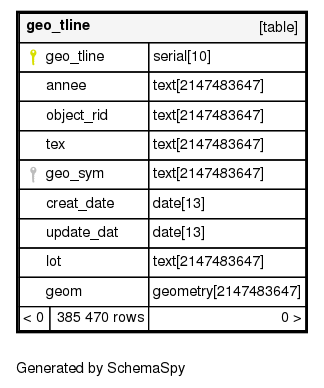 geo_tline [table]
geo_tline serial[10]
annee text[2147483647]
object_rid text[2147483647]
tex text[2147483647]
geo_sym text[2147483647]
creat_date date[13]
update_dat date[13]
lot text[2147483647]
geom geometry[2147483647]
< 0 385 470 rows 0 >
Generated by SchemaSpy